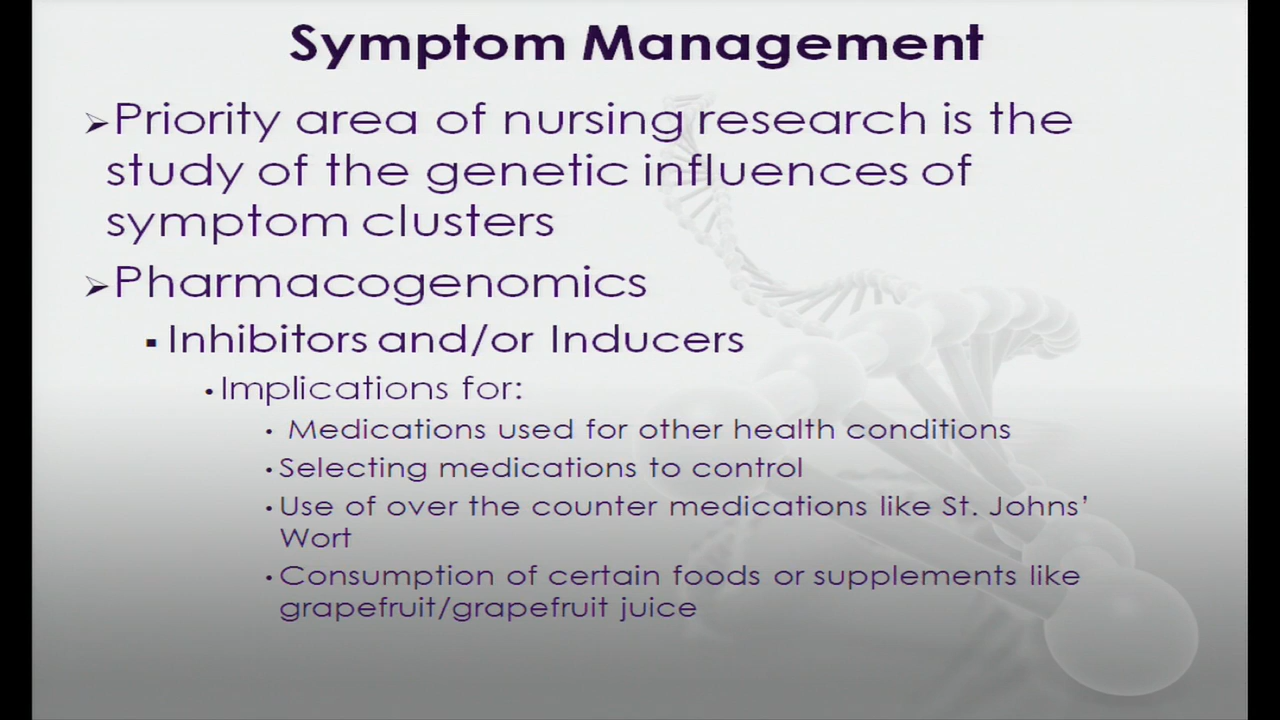 Symptom Management
➢Priority area of nursing research is the
study of the genetic influences of
symptom clusters
➢Pharmacogenomics
▪ Inhibitors and/or Inducers
• Implications for:
• Medications used for other health conditions
• Selecting medications to control
• Use of over the counter medications like St. Johns’
Wort
• Consumption of certain foods or supplements like
grapefruit/grapefruit juice